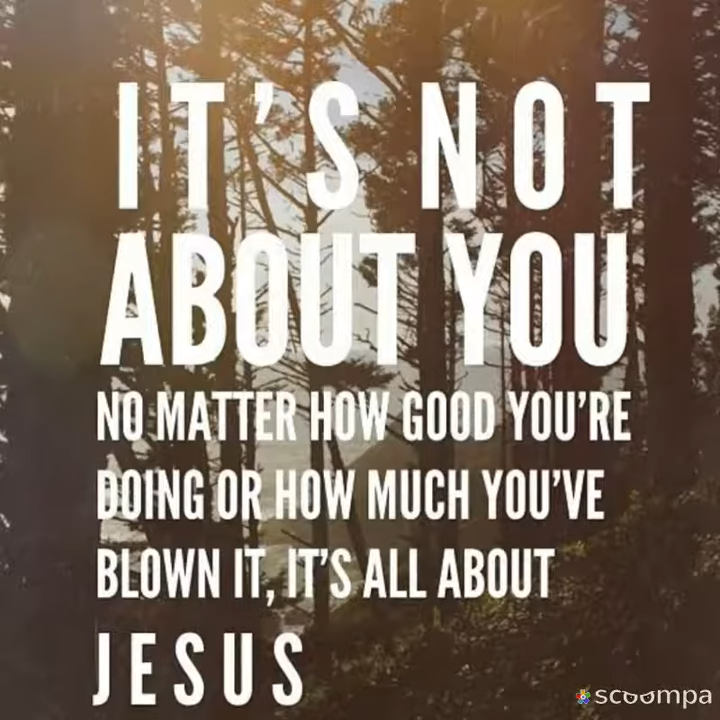 IT'S NOT
ABOUT YOU
NO MATTER HOW GOOD YOU'RE
DOING OR HOW MUCH YOU'VE
BLOWN IT, IT'S ALL ABOUT
JESUS
scoompa